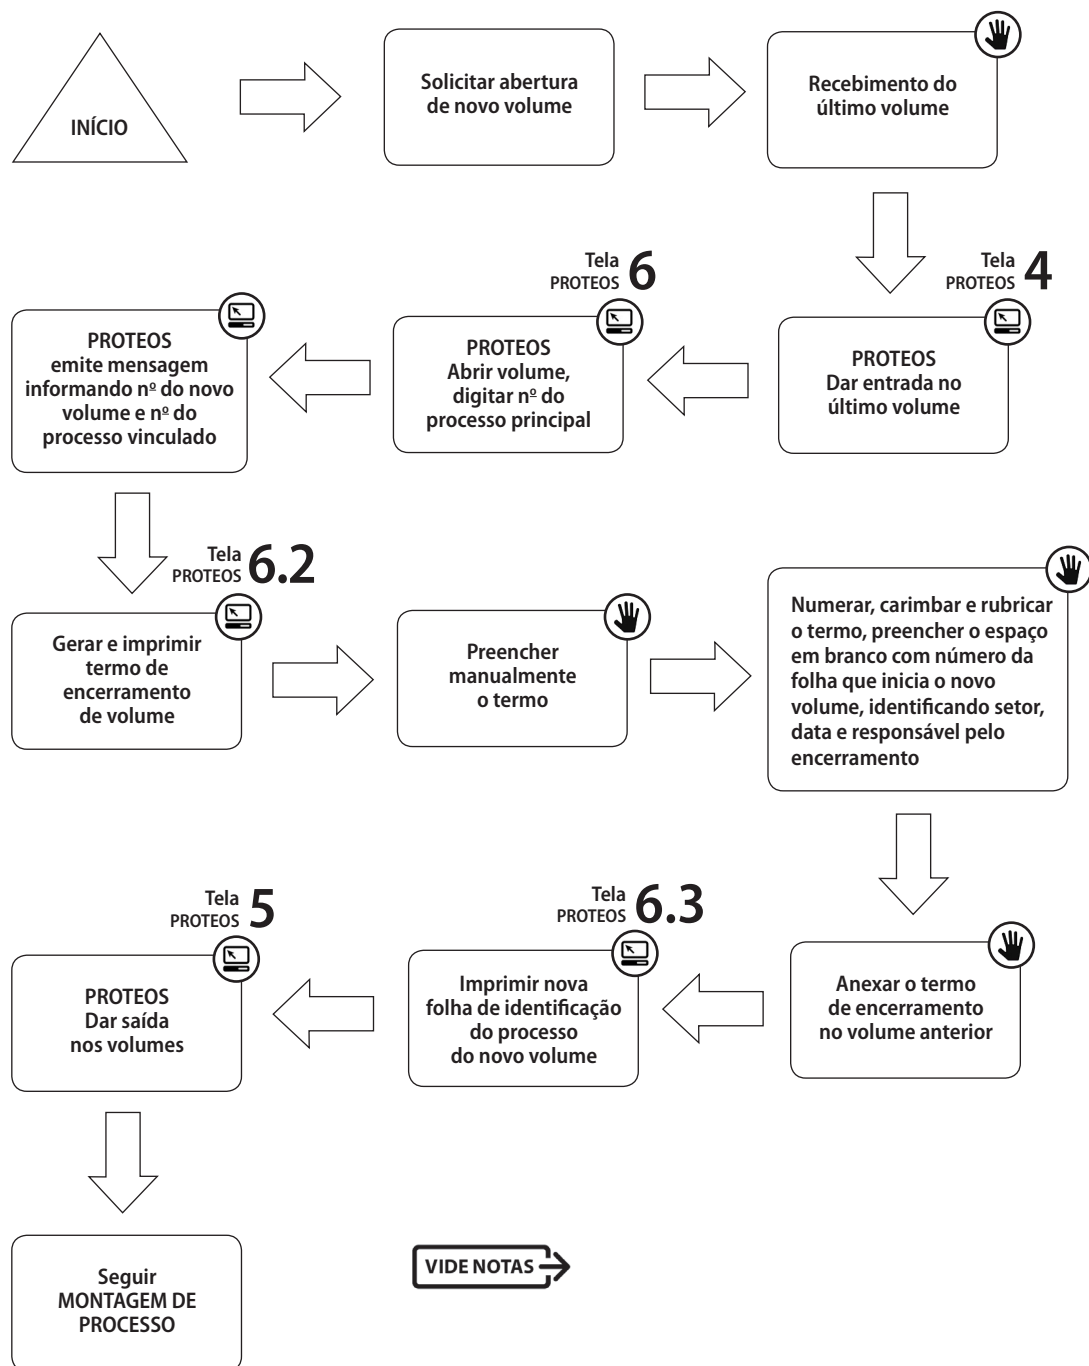 INÍCIO
Solicitar abertura
de novo volume
Recebimento do
último volume
Tela
PROTEOS 4
PROTEOS
Dar entrada no
último volume
Tela
PROTEOS 6
PROTEOS
Abrir volume,
digitar nº do
processo principal
PROTEOS
emite mensagem
informando nº do novo
volume e nº do
processo vinculado
Tela
PROTEOS 6.2
Gerar e imprimir
termo de
encerramento
de volume
Preencher
manualmente
o termo
Numerar, carimbar e rubricar
o termo, preencher o espaço
em branco com número da
folha que inicia o novo
volume, identificando setor,
data e responsável pelo
encerramento
Anexar o termo
de encerramento
no volume anterior
Tela
PROTEOS 6.3
Imprimir nova
folha de identificação
do processo
do novo volume
Tela
PROTEOS 5
PROTEOS
Dar saída
nos volumes
Seguir
MONTAGEM DE
PROCESSO
VIDE NOTAS